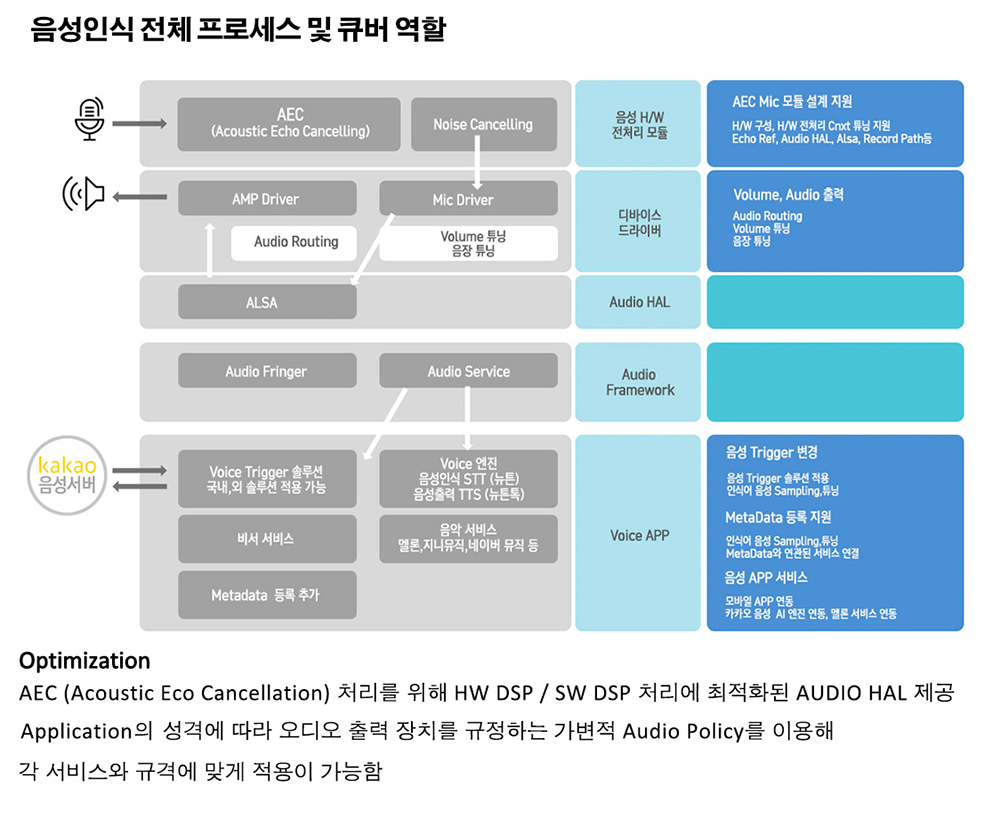 음성인식 전체 프로세스 및 큐버 역할
AEC
(Acoustic Echo Cancelling)
Noise Cancelling
음성 H/W
전처리 모듈
AEC Mic 모듈 설계 지원
H/W 구성, H/W 전처리 Cnxt 튜닝 지원
Echo Ref, Audio HAL, Alsa, Record Path등
AMP Driver
Mic Driver
Audio Routing
Volume 튜닝
음장 튜닝
디바이스
드라이버
Volume, Audio 출력
Audio Routing
Volume 튜닝
음장 튜닝
ALSA
Audio HAL
Audio Fringer
Audio Service
Audio
Framework
kakao
음성서버
Voice Trigger 솔루션
국내,외 솔루션 적용 가능
Voice 엔진
음성인식 STT (뉴톤)
음성출력 TTS (뉴톤톡)
비서 서비스
음악 서비스
멜론,지니뮤직,네이버 뮤직 등
Metadata 등록 추가
Voice APP
음성 Trigger 변경
음성 Trigger 솔루션 적용
인식어 음성 Sampling,튜닝
MetaData 등록 지원
인식어 음성 Sampling,튜닝
MetaData와 연관된 서비스 연결
음성 APP 서비스
모바일 APP 연동
카카오 음성 AI 엔진 연동, 멜론 서비스 연동
Optimization
AEC (Acoustic Eco Cancellation) 처리를 위해 HW DSP / SW DSP 처리에 최적화된 AUDIO HAL 제공
Application의 성격에 따라 오디오 출력 장치를 규정하는 가변적 Audio Policy를 이용해
각 서비스와 규격에 맞게 적용이 가능함